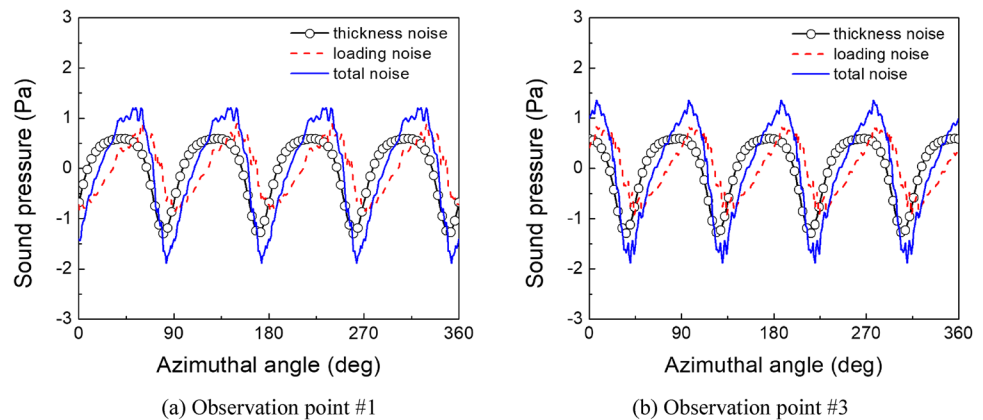 3
2
1
0
-1
-2
-3
Sound pressure (Pa)
thickness noise
loading noise
total noise
0
90
180
270
360
Azimuthal angle (deg)
(a) Observation point #1
3
2
1
0
-1
-2
-3
Sound pressure (Pa)
thickness noise
loading noise
total noise
0
90
180
270
360
Azimuthal angle (deg)
(b) Observation point #3